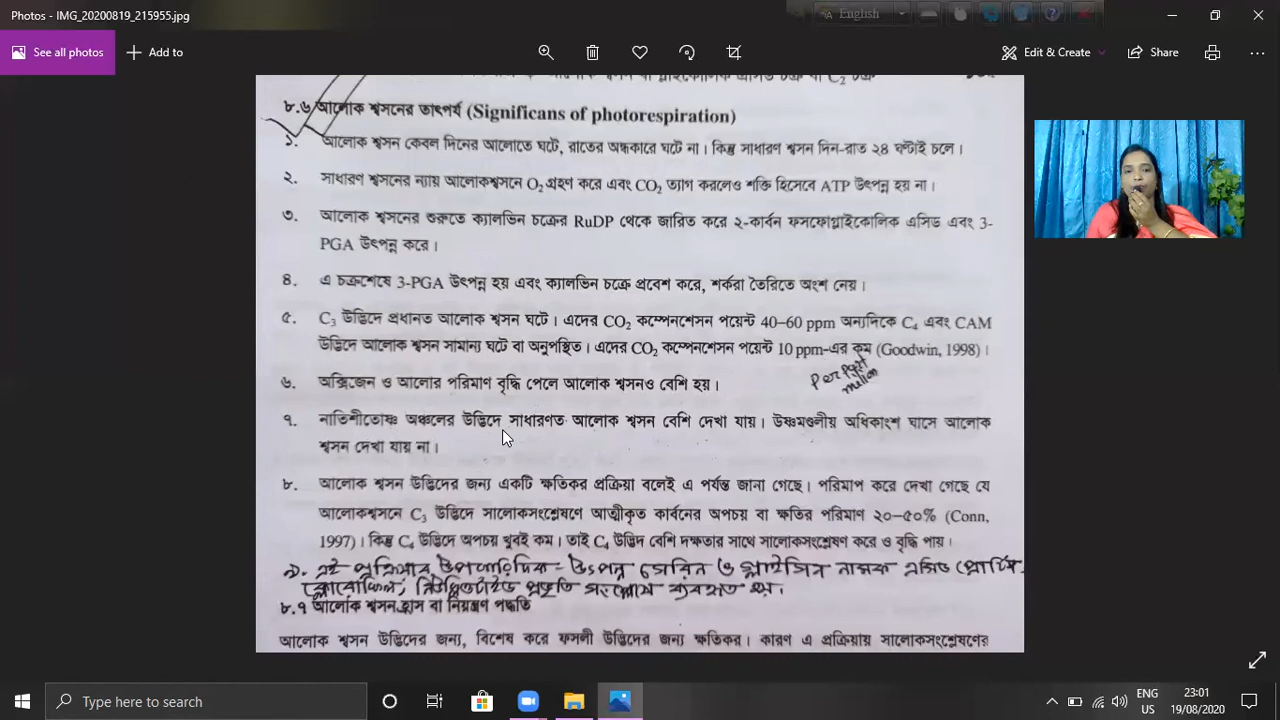 Photos - IMG_20200819_215955.jpg
English
See all photos
Add to
Edit & Create
Share
৮.৬ আলোক শ্বসনের তাৎপর্য (Significans of photorespiration)
১. আলোক শ্বসন কেবল দিনের আলোতে ঘটে, রাতের অন্ধকারে ঘটে না। কিন্তু সাধারণ শ্বসন দিন-রাত ২৪ ঘণ্টাই চলে।
২. সাধারণ শ্বসনের ন্যায় আলোকশ্বসনে O2 গ্রহণ করে এবং CO2 ত্যাগ করলেও শক্তি হিসেবে ATP উৎপন্ন হয় না।
৩. আলোক শ্বসনের শুরুতে ক্যালভিন চক্রের RuDP থেকে জারিত করে ২-কার্বন ফসফোগ্লাইকোলিক এসিড এবং 3-
PGA উৎপন্ন করে।
৪. এ চক্রশেষে 3-PGA উৎপন্ন হয় এবং ক্যালভিন চক্রে প্রবেশ করে, শর্করা তৈরিতে অংশ নেয়।
৫. C3 উদ্ভিদে প্রধানত আলোক শ্বসন ঘটে। এদের CO2 কম্পেনশেসন পয়েন্ট 40–60 ppm অন্যদিকে C4 এবং CAM
উদ্ভিদে আলোক শ্বসন সামান্য ঘটে বা অনুপস্থিত। এদের CO2 কম্পেনশেসন পয়েন্ট 10 ppm-এর কম (Goodwin, 1998)।
৬. অক্সিজেন ও আলোর পরিমাণ বৃদ্ধি পেলে আলোক শ্বসনও বেশি হয়।
৭. নাতিশীতোষ্ণ অঞ্চলের উদ্ভিদে সাধারণত আলোক শ্বসন বেশি দেখা যায়। উষ্ণমণ্ডলীয় অধিকাংশ ঘাসে আলোক
শ্বসন দেখা যায় না।
৮. আলোক শ্বসন উদ্ভিদের জন্য একটি ক্ষতিকর প্রক্রিয়া বলেই এ পর্যন্ত জানা গেছে। পরিমাপ করে দেখা গেছে যে
আলোকশ্বসনে C3 উদ্ভিদে সালোকসংশ্লেষণে আত্মীকৃত কার্বনের অপচয় বা ক্ষতির পরিমাণ ২০–৫০% (Conn,
1997)। কিন্তু C4 উদ্ভিদে অপচয় খুবই কম। তাই C4 উদ্ভিদ বেশি দক্ষতার সাথে সালোকসংশ্লেষণ করে ও বৃদ্ধি পায়।
৯. এই প্রক্রিয়ার উৎপন্ন সেরিন ও গ্লাইসিন নামক এসিড
প্রভৃতি সংশ্লেষে ব্যবহৃত হয়।
৮.৭ আলোক শ্বসন হ্রাস বা নিয়ন্ত্রণ পদ্ধতি
আলোক শ্বসন উদ্ভিদের জন্য, বিশেষ করে ফসলী উদ্ভিদের জন্য ক্ষতিকর। কারণ এ প্রক্রিয়ায় সালোকসংশ্লেষণের
Type here to search
ENG
US
23:01
19/08/2020